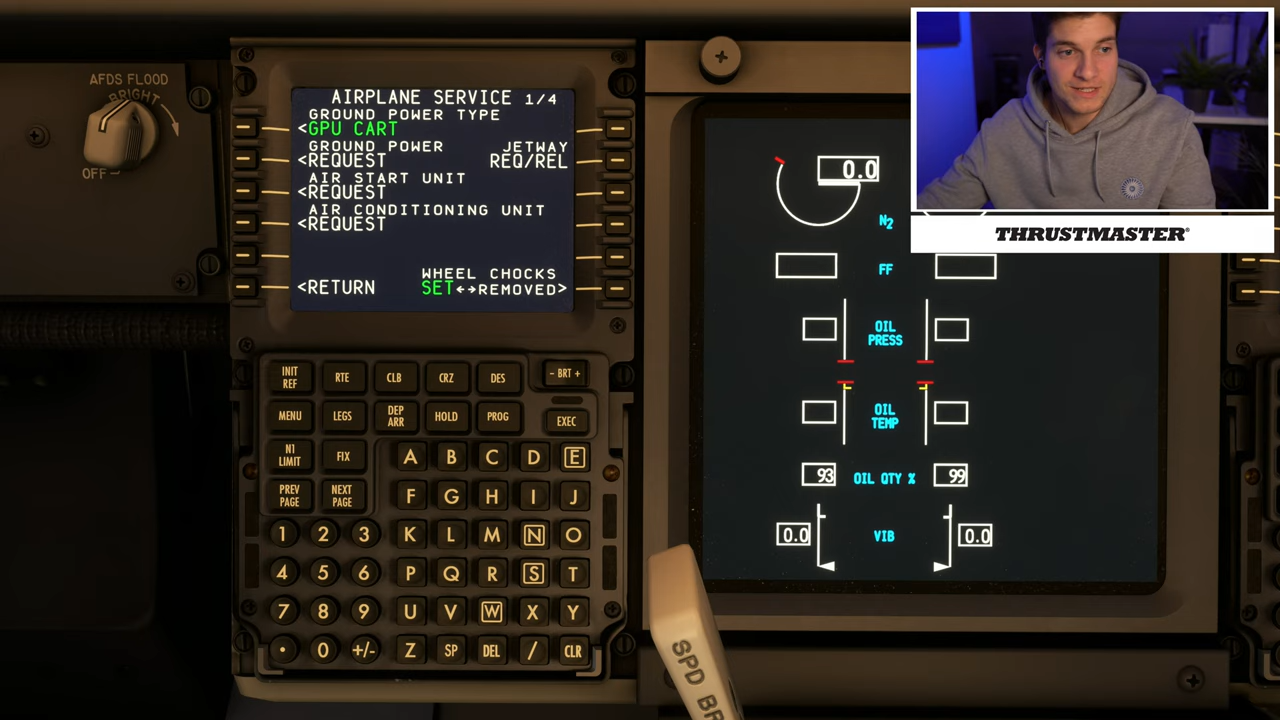 AFDS FLOOD
BRIGHT
OFF
AIRPLANE SERVICE 1/4
GROUND POWER TYPE
<GPU CART
GROUND POWER JETWAY
<REQUEST REQ/REL
AIR START UNIT
<REQUEST
AIR CONDITIONING UNIT
<REQUEST
WHEEL CHOCKS
<RETURN SET↔REMOVED>
INIT REF RTE CLB CRZ DES - BRT +
MENU LEGS DEP ARR HOLD PROG EXEC
N1 LIMIT FIX A B C D E
PREV PAGE NEXT PAGE F G H I J
1 2 3 K L M N O
4 5 6 P Q R S T
7 8 9 U V W X Y
. 0 +/- Z SP DEL / CLR
0.0
N2
FF
OIL
PRESS
OIL
TEMP
93 OIL QTY % 99
0.0 VIB 0.0
SPD BR
THRUSTMASTER®